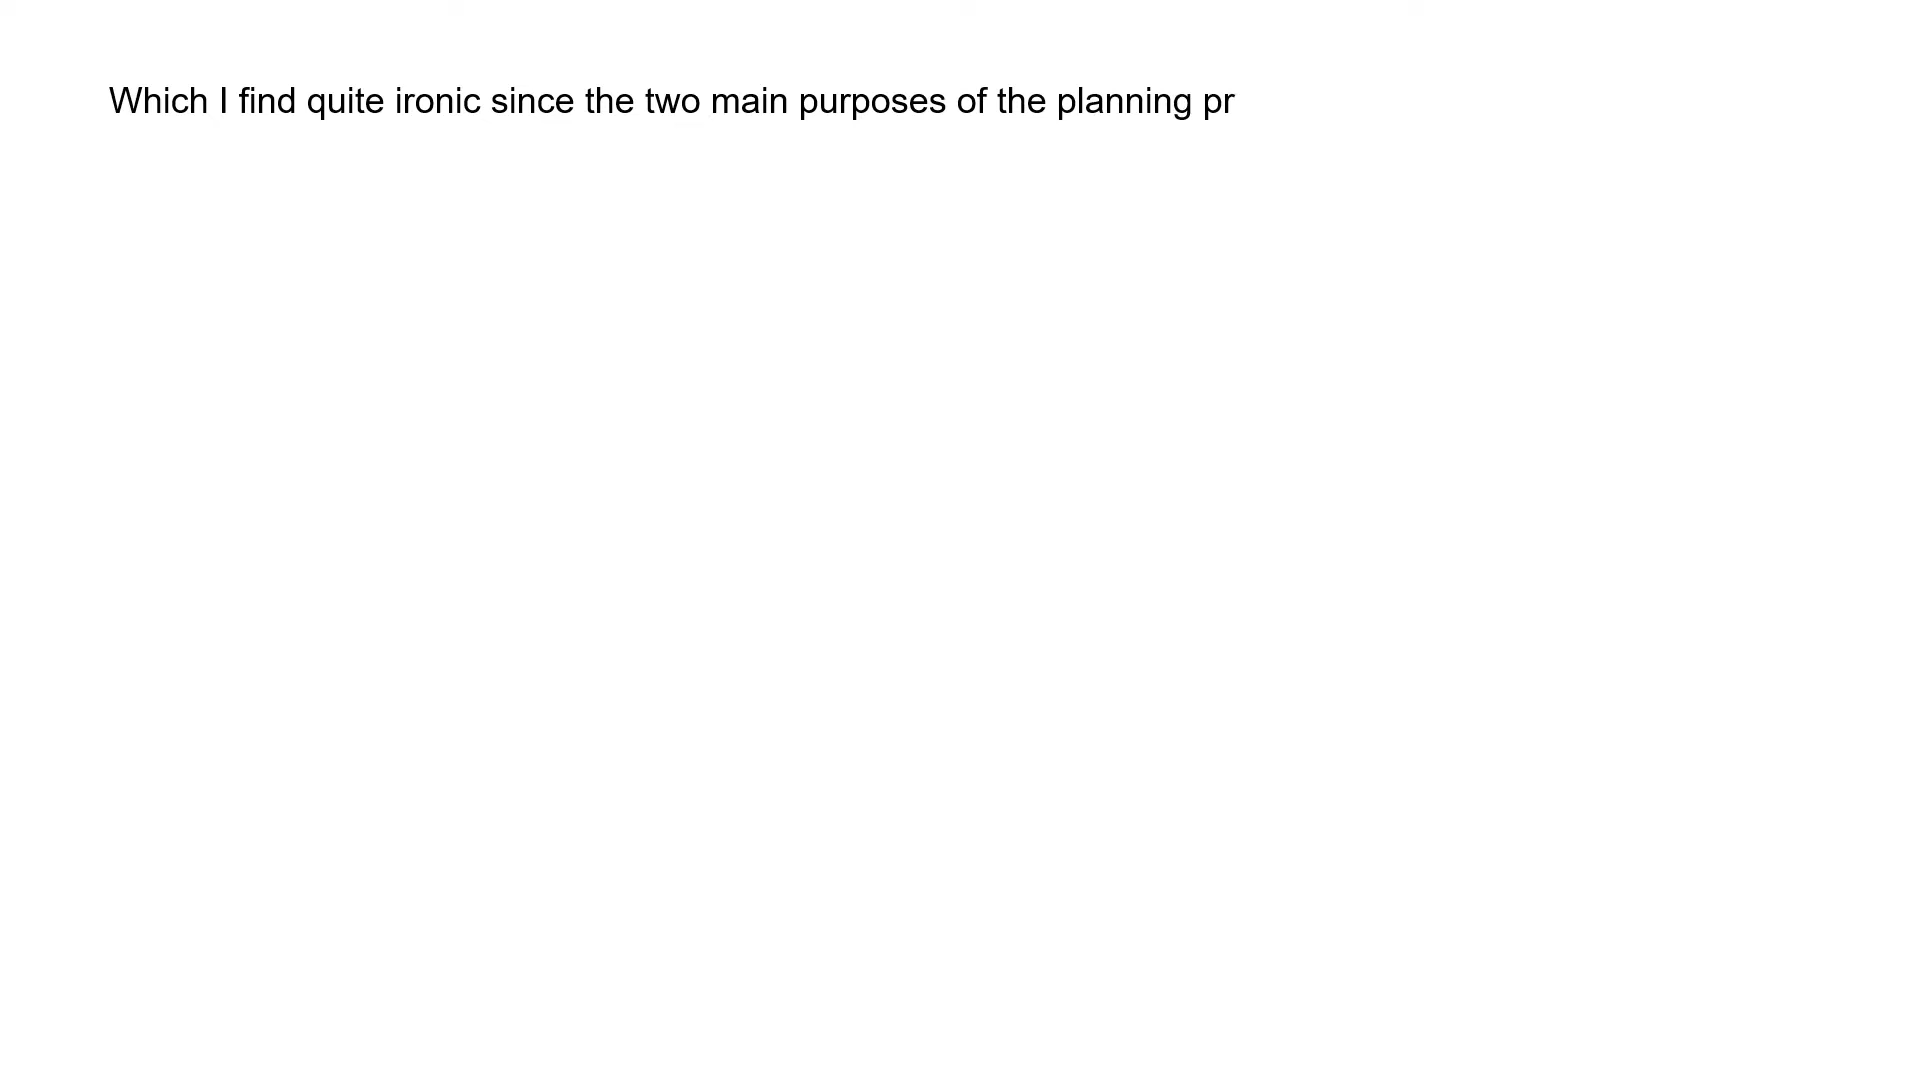 Which I find quite ironic since the two main purposes of the planning pr